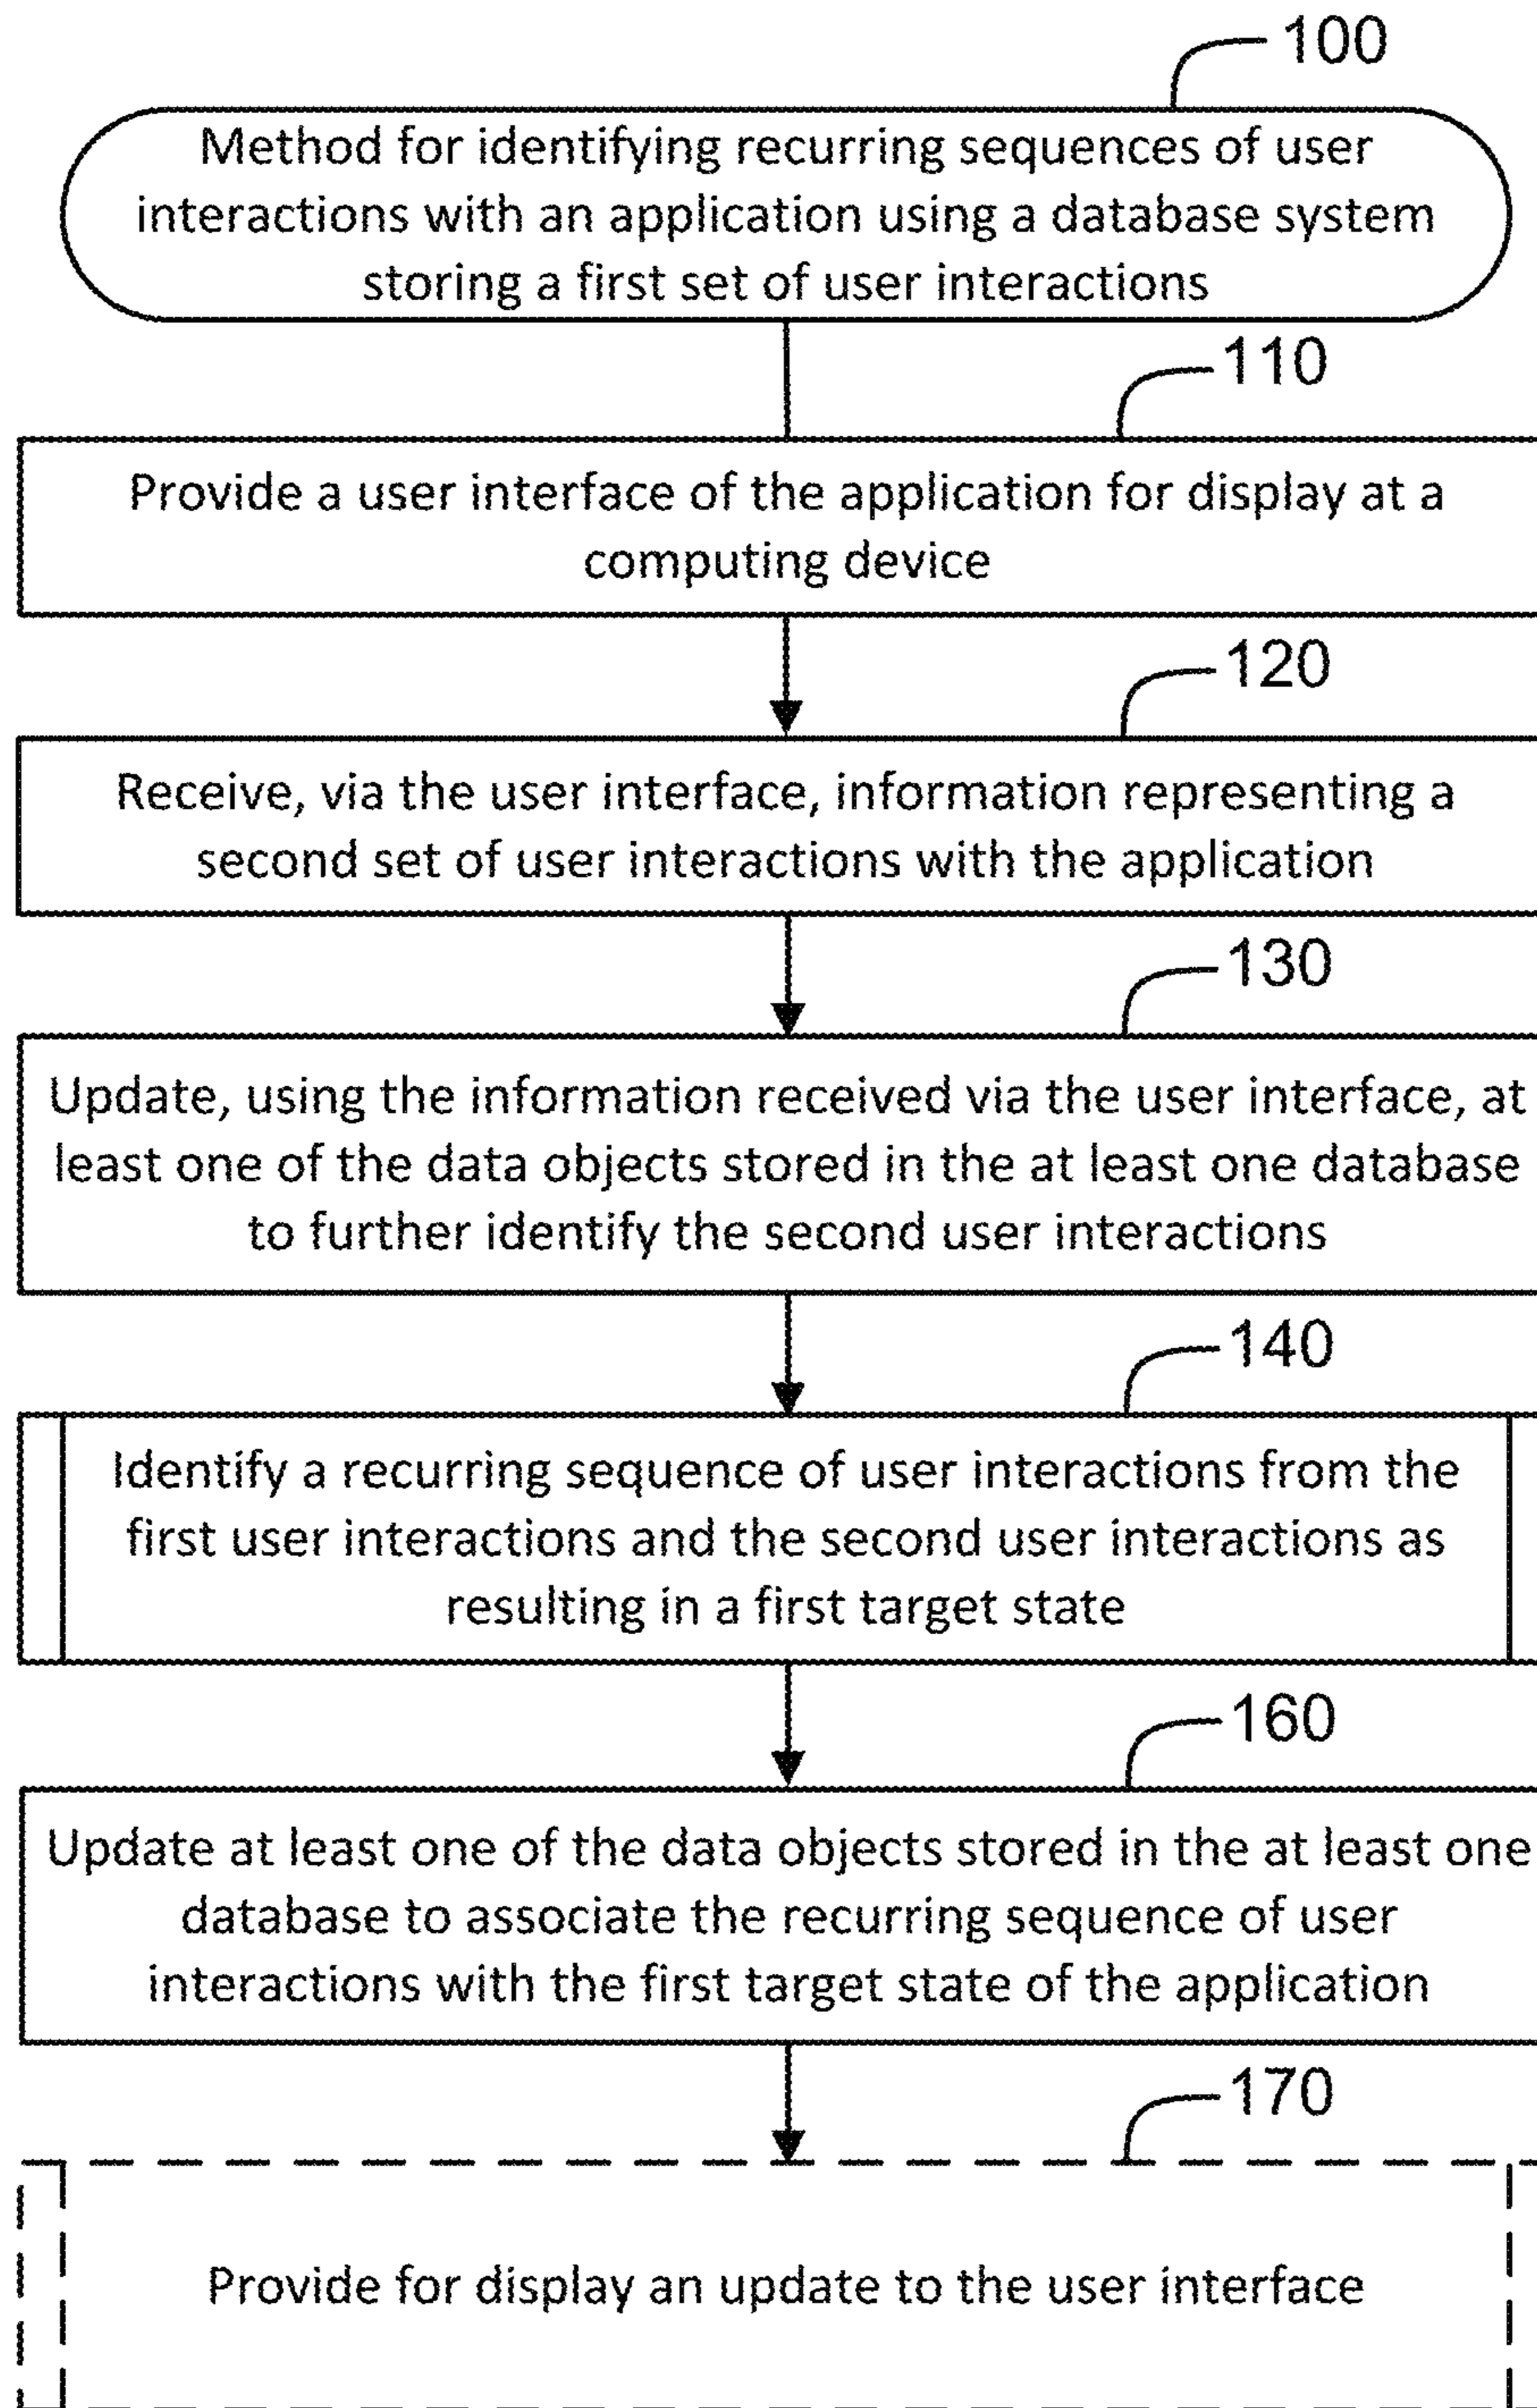 100
Method for identifying recurring sequences of user
interactions with an application using a database system
storing a first set of user interactions
110
Provide a user interface of the application for display at a
computing device
120
Receive, via the user interface, information representing a
second set of user interactions with the application
130
Update, using the information received via the user interface, at
least one of the data objects stored in the at least one database
to further identify the second user interactions
140
Identify a recurring sequence of user interactions from the
first user interactions and the second user interactions as
resulting in a first target state
160
Update at least one of the data objects stored in the at least one
database to associate the recurring sequence of user
interactions with the first target state of the application
170
Provide for display an update to the user interface